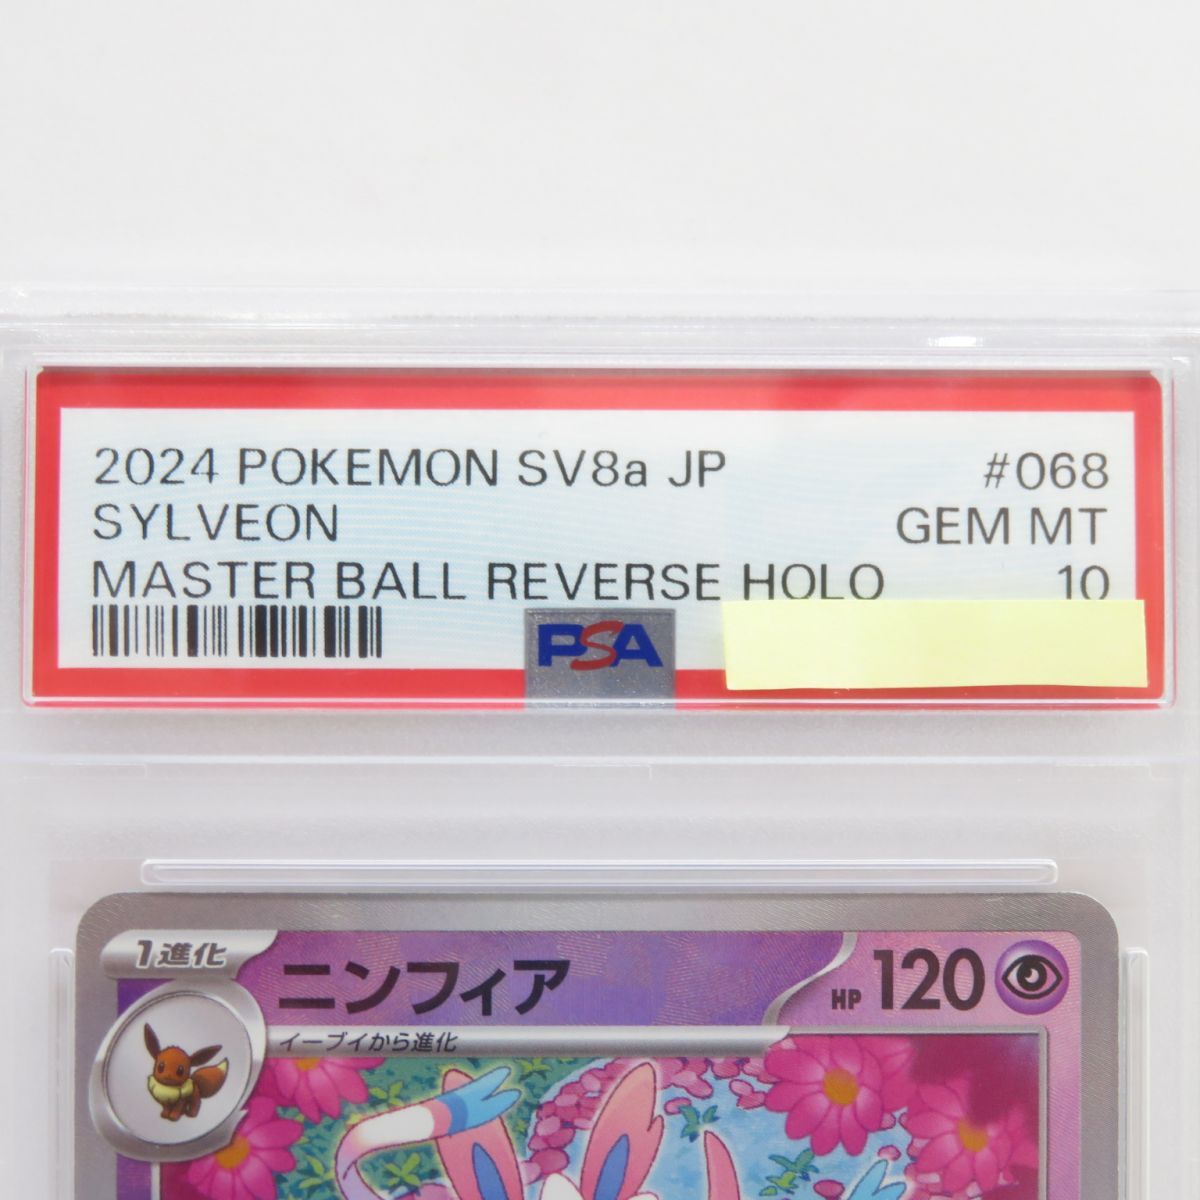 2024 POKEMON SV8a JP #068
SYLVEON GEM MT
MASTER BALL REVERSE HOLO 10
PSA
1進化
ニンフィア HP 120
イーブイから進化